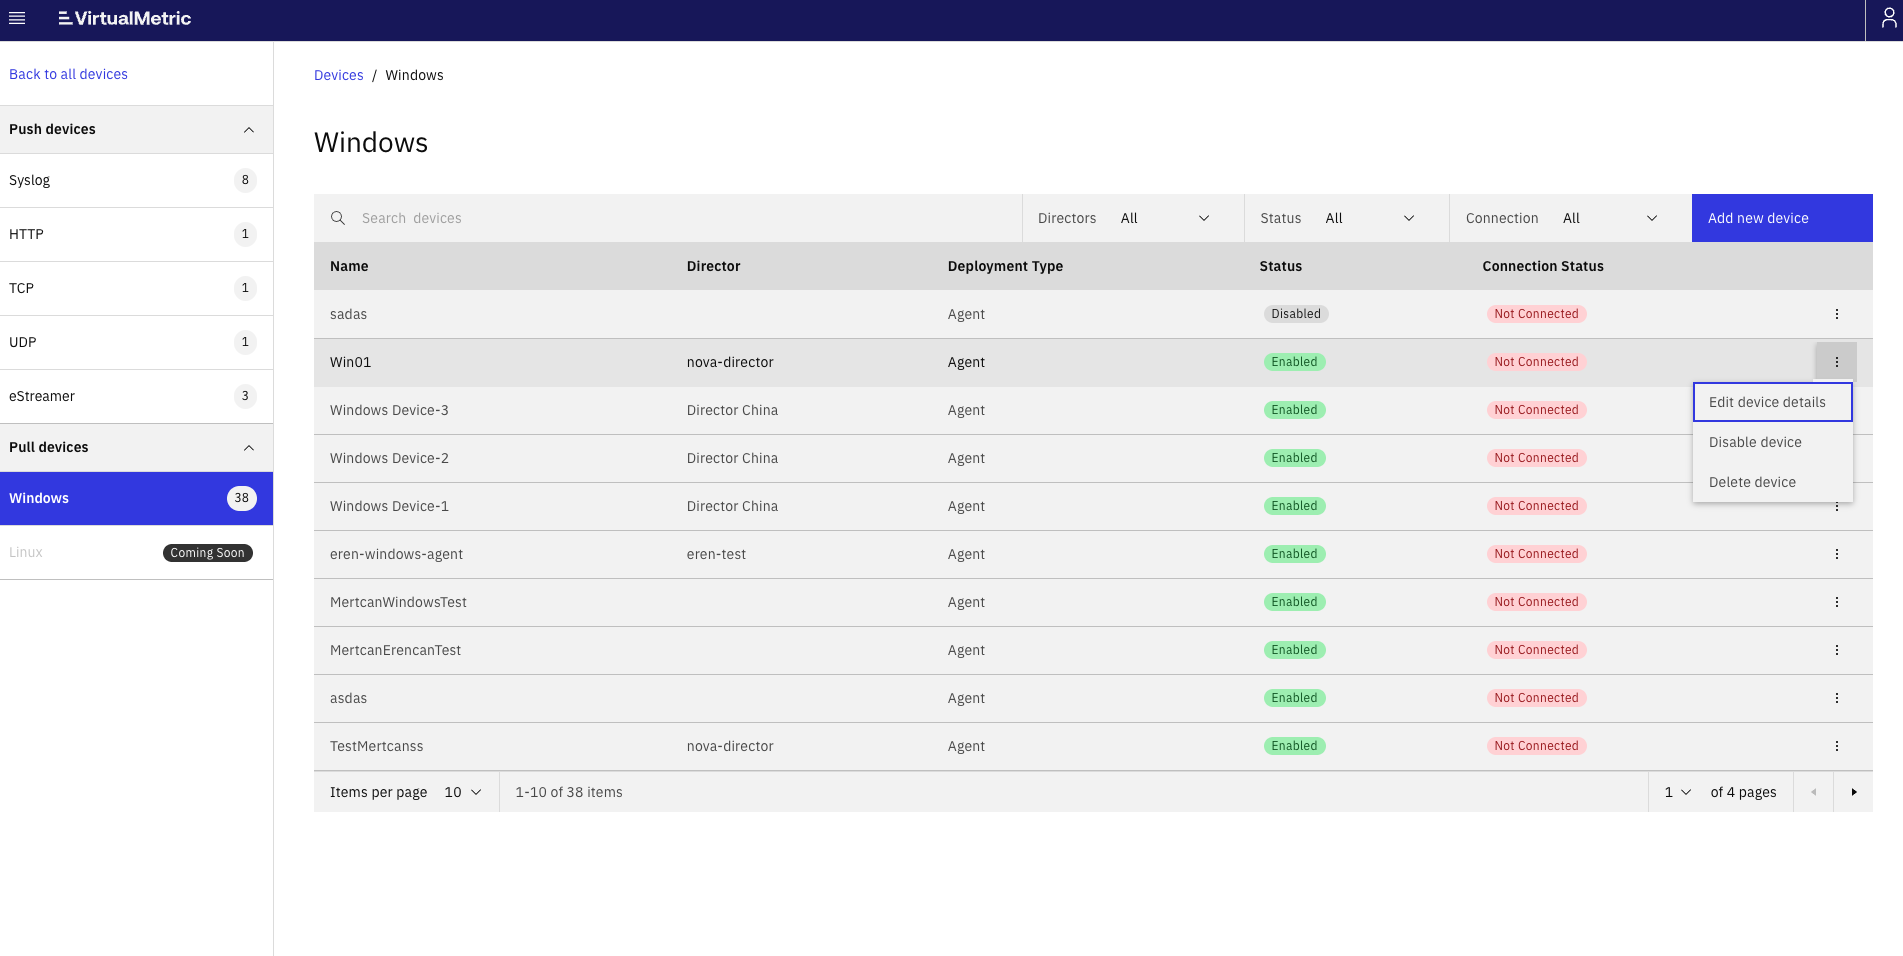 VirtualMetric
Back to all devices
Push devices
Syslog 8
HTTP 1
TCP 1
UDP 1
eStreamer 3
Pull devices
Windows 38
Linux Coming Soon
Devices / Windows
Windows
Search devices Directors All Status All Connection All Add new device
Name Director Deployment Type Status Connection Status
sadas Agent Disabled Not Connected
Win01 nova-director Agent Enabled Not Connected
Edit device details
Disable device
Delete device
Windows Device-3 Director China Agent Enabled Not Connected
Windows Device-2 Director China Agent Enabled Not Connected
Windows Device-1 Director China Agent Enabled Not Connected
eren-windows-agent eren-test Agent Enabled Not Connected
MertcanWindowsTest Agent Enabled Not Connected
MertcanErencanTest Agent Enabled Not Connected
asdas Agent Enabled Not Connected
TestMertcanss nova-director Agent Enabled Not Connected
Items per page 10 1-10 of 38 items 1 of 4 pages